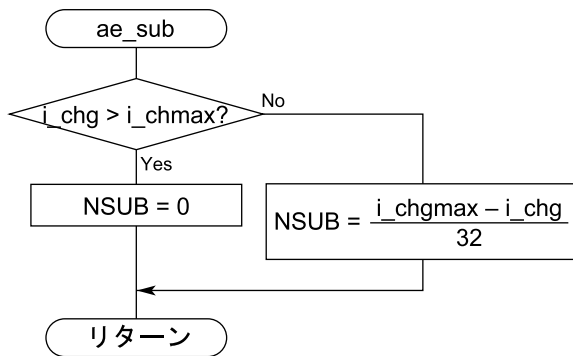 ae_sub
i_chg > i_chmax?
No
Yes
NSUB = 0
NSUB = i_chgmax – i_chg
32
リターン